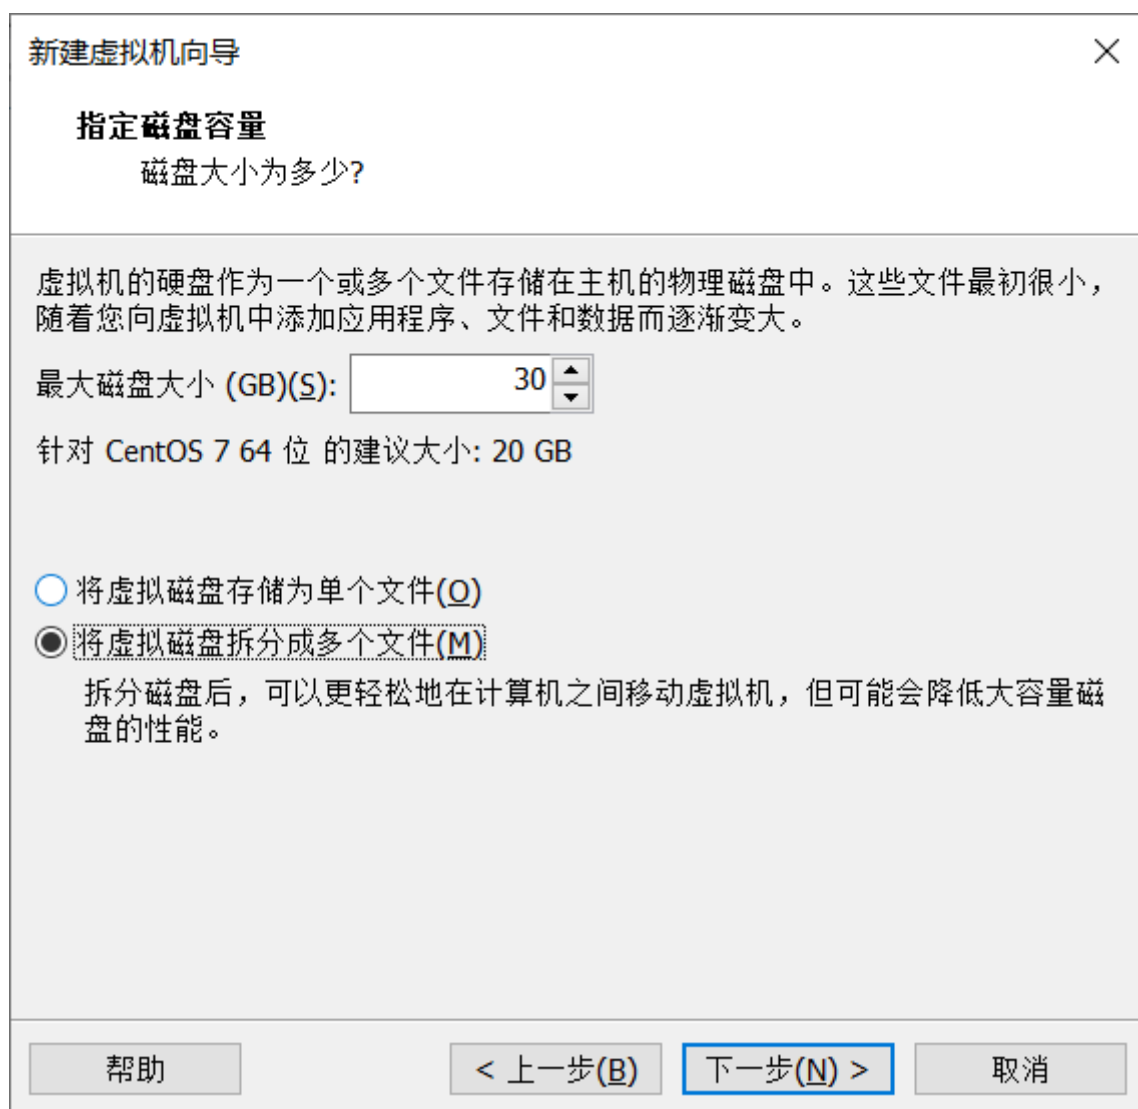 新建虚拟机向导
指定磁盘容量
磁盘大小为多少?
虚拟机的硬盘作为一个或多个文件存储在主机的物理磁盘中。这些文件最初很小，
随着您向虚拟机中添加应用程序、文件和数据而逐渐变大。
最大磁盘大小 (GB)(S): 30
针对 CentOS 7 64 位 的建议大小: 20 GB
将虚拟磁盘存储为单个文件(O)
将虚拟磁盘拆分成多个文件(M)
拆分磁盘后，可以更轻松地在计算机之间移动虚拟机，但可能会降低大容量磁
盘的性能。
帮助 < 上一步(B) 下一步(N) > 取消